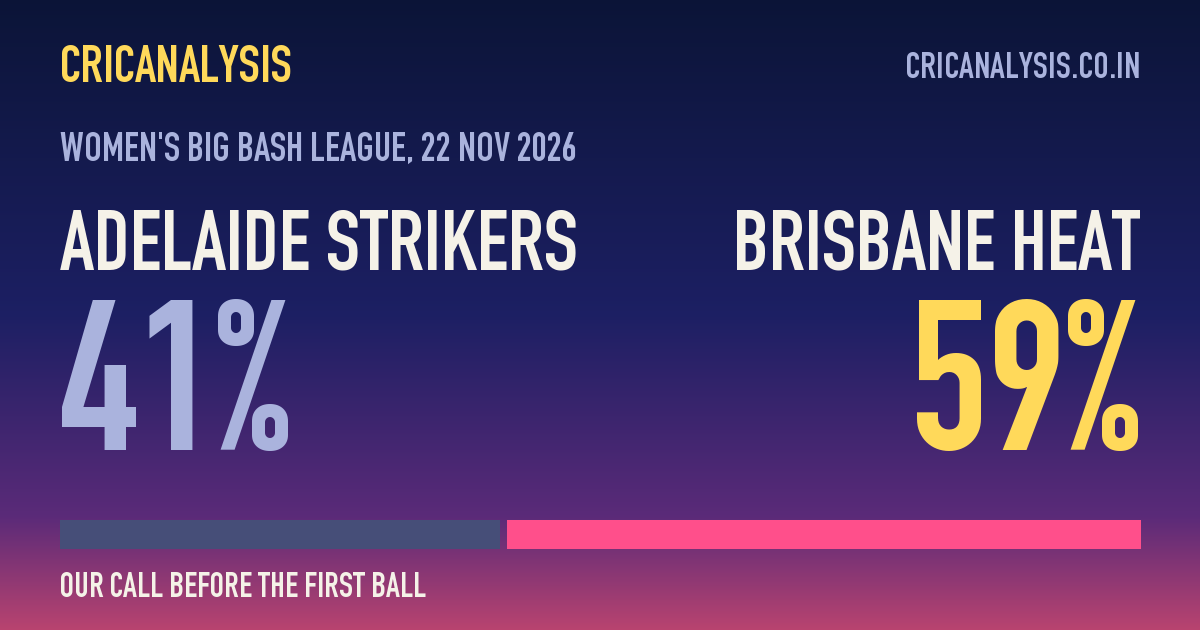 CRICANALYSIS
CRICANALYSIS.CO.IN
WOMEN'S BIG BASH LEAGUE, 22 NOV 2026
ADELAIDE STRIKERS
BRISBANE HEAT
41%
59%
OUR CALL BEFORE THE FIRST BALL